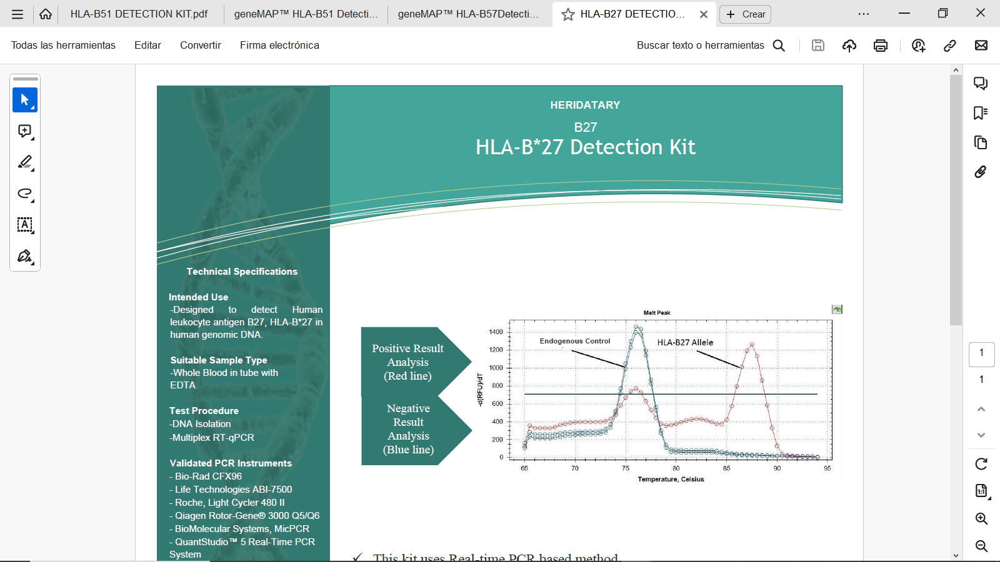 HLA-B51 DETECTION KIT.pdf
geneMAP™ HLA-B51 Detecti...
geneMAP™ HLA-B57Detecti...
HLA-B27 DETECTIO...
Crear
Todas las herramientas
Editar
Convertir
Firma electrónica
Buscar texto o herramientas
HERIDATARY
B27
HLA-B*27 Detection Kit
Technical Specifications
Intended Use
-Designed to detect Human
leukocyte antigen B27, HLA-B*27 in
human genomic DNA.
Suitable Sample Type
-Whole Blood in tube with
EDTA
Test Procedure
-DNA Isolation
-Multiplex RT-qPCR
Validated PCR Instruments
- Bio-Rad CFX96
- Life Technologies ABI-7500
- Roche, Light Cycler 480 II
- Qiagen Rotor-Gene® 3000 Q5/Q6
- BioMolecular Systems, MicPCR
- QuantStudio™ 5 Real-Time PCR
System
Positive Result
Analysis
(Red line)
Negative
Result
Analysis
(Blue line)
Melt Peak
Endogenous Control
HLA-B27 Allele
-d(RFU)/dT
1400
1200
1000
800
600
400
200
0
65 70 75 80 85 90 95
Temperature, Celsius
✓ This kit uses Real-time PCR based method
1
1
1:1